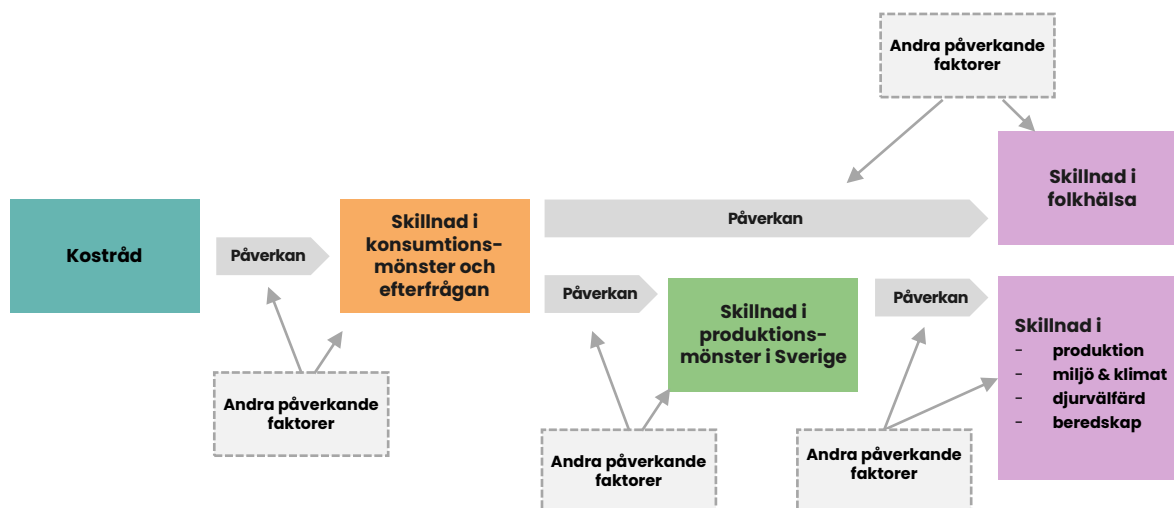 Andra påverkande
faktorer
Skillnad i
folkhälsa
Kostråd
Påverkan
Skillnad i
konsumtions-
mönster och
efterfrågan
Påverkan
Påverkan
Skillnad i
produktions-
mönster i Sverige
Påverkan
Skillnad i
- produktion
- miljö & klimat
- djurvälfärd
- beredskap
Andra påverkande
faktorer
Andra påverkande
faktorer
Andra påverkande
faktorer